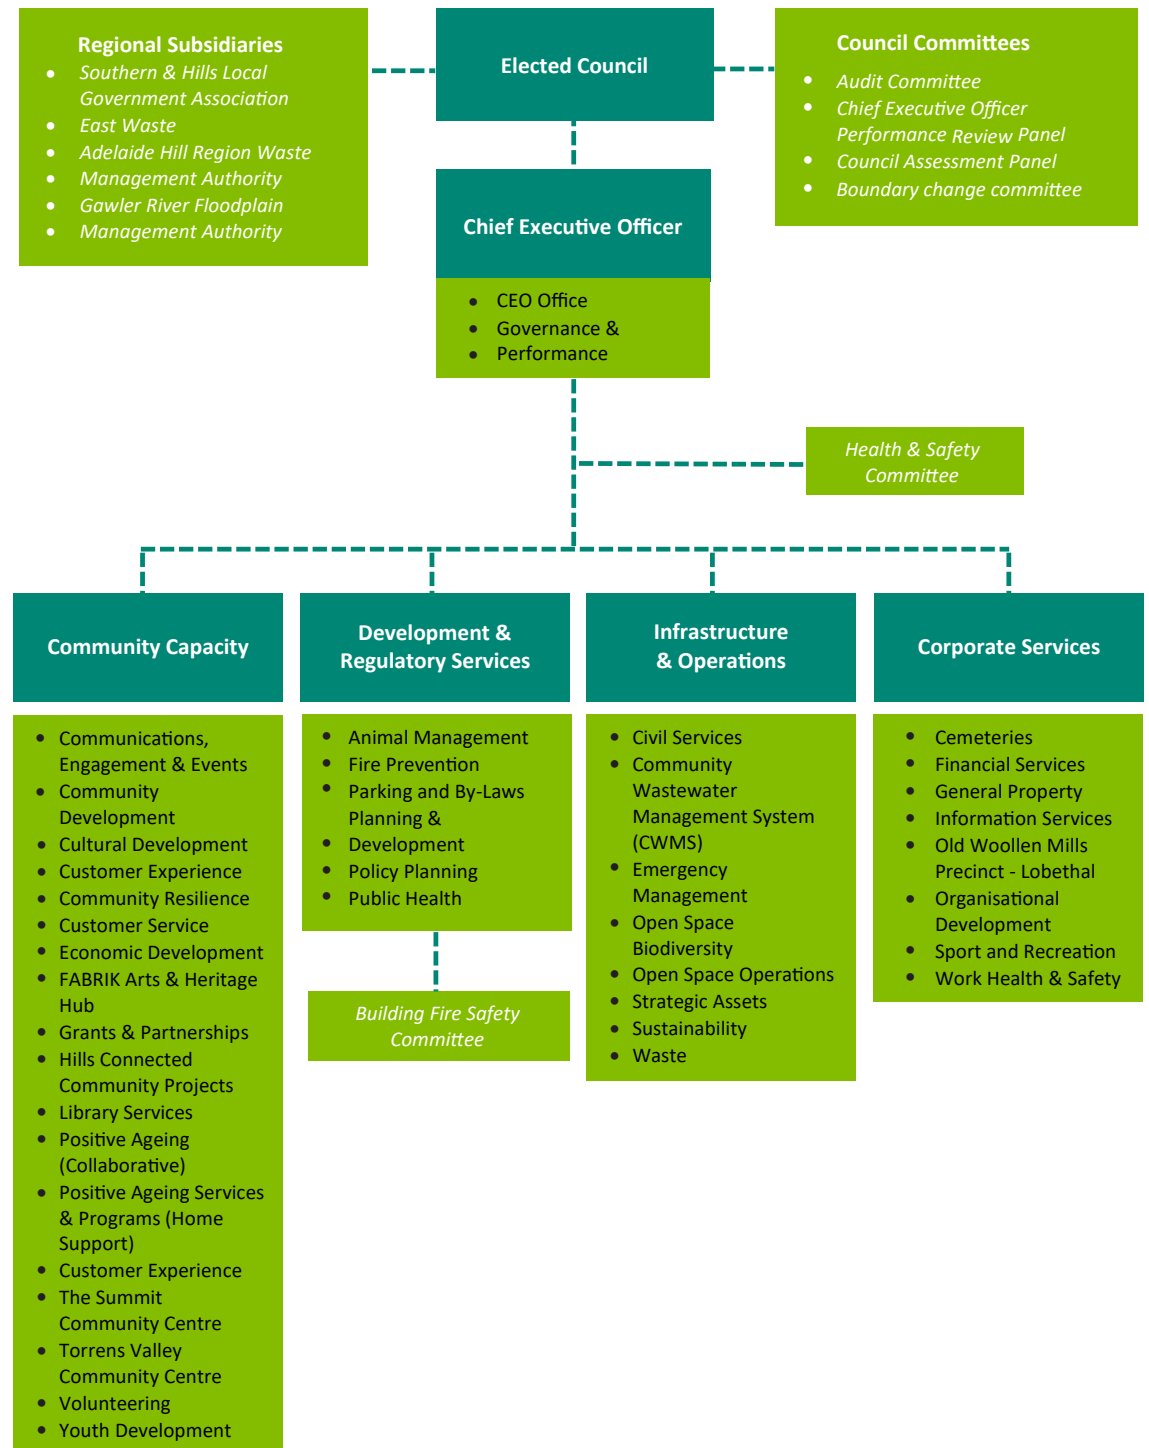 Regional Subsidiaries
• Southern & Hills Local
Government Association
• East Waste
• Adelaide Hill Region Waste
• Management Authority
• Gawler River Floodplain
• Management Authority
Elected Council
Council Committees
• Audit Committee
• Chief Executive Officer
Performance Review Panel
• Council Assessment Panel
• Boundary change committee
Chief Executive Officer
• CEO Office
• Governance &
• Performance
Health & Safety
Committee
Community Capacity
• Communications,
Engagement & Events
• Community
Development
• Cultural Development
• Customer Experience
• Community Resilience
• Customer Service
• Economic Development
• FABRIK Arts & Heritage
Hub
• Grants & Partnerships
• Hills Connected
Community Projects
• Library Services
• Positive Ageing
(Collaborative)
• Positive Ageing Services
& Programs (Home
Support)
• Customer Experience
• The Summit
Community Centre
• Torrens Valley
Community Centre
• Volunteering
• Youth Development
Development &
Regulatory Services
• Animal Management
• Fire Prevention
• Parking and By-Laws
Planning &
• Development
• Policy Planning
• Public Health
Building Fire Safety
Committee
Infrastructure
& Operations
• Civil Services
• Community
Wastewater
Management System
(CWMS)
• Emergency
Management
• Open Space
Biodiversity
• Open Space Operations
• Strategic Assets
• Sustainability
• Waste
Corporate Services
• Cemeteries
• Financial Services
• General Property
• Information Services
• Old Woollen Mills
Precinct - Lobethal
• Organisational
Development
• Sport and Recreation
• Work Health & Safety